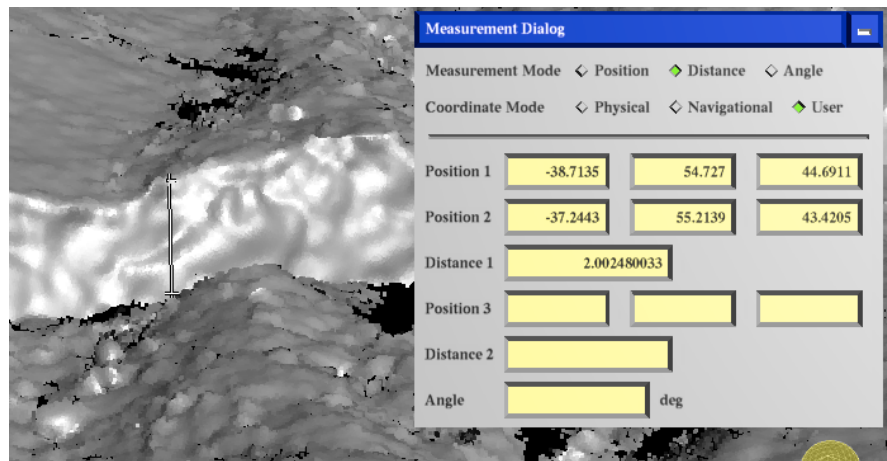 Measurement Dialog
Measurement Mode Position Distance Angle
Coordinate Mode Physical Navigational User
Position 1 -38.7135 54.727 44.6911
Position 2 -37.2443 55.2139 43.4205
Distance 1 2.002480033
Position 3
Distance 2
Angle deg